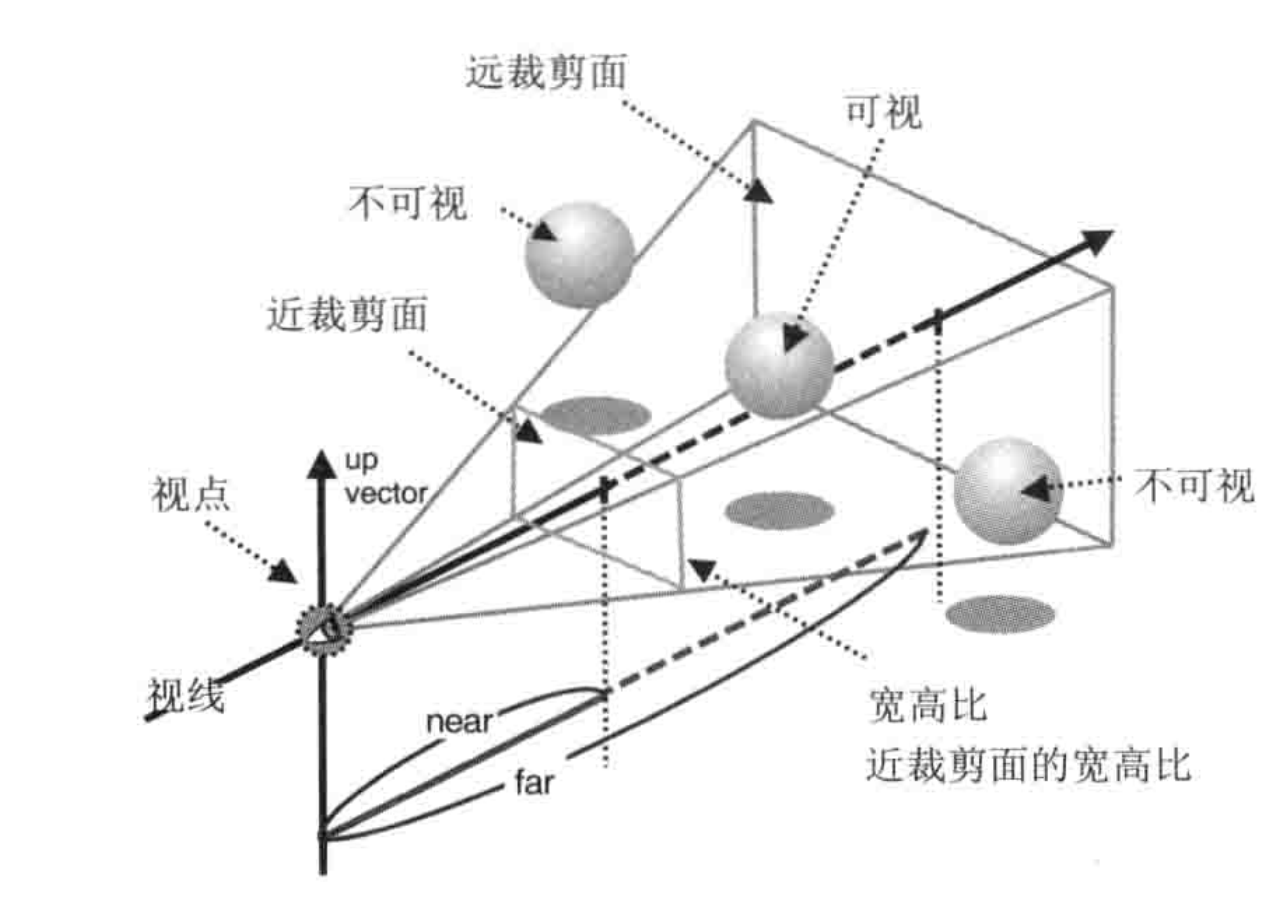 远裁剪面
可视
不可视
近裁剪面
up
vector
视点
不可视
视线
near
far
宽高比
近裁剪面的宽高比